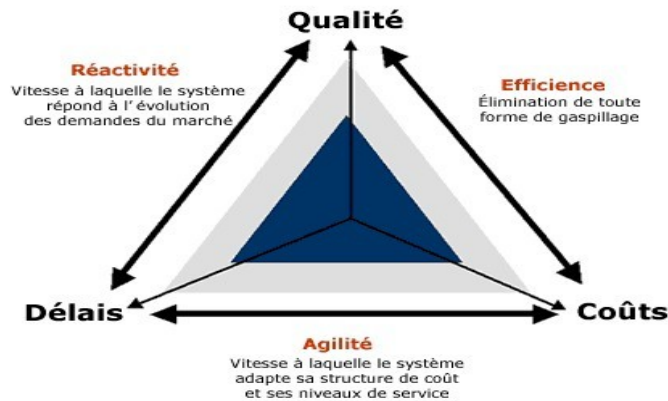 Qualité
Réactivité
Vitesse à laquelle le système
répond à l'évolution
des demandes du marché
Efficience
Élimination de toute
forme de gaspillage
Délais
Coûts
Agilité
Vitesse à laquelle le système
adapte sa structure de coût
et ses niveaux de service